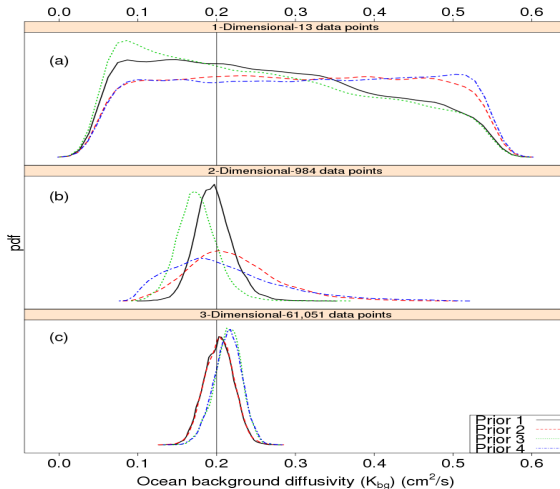 0.0 0.1 0.2 0.3 0.4 0.5 0.6
1-Dimensional-13 data points
(a)
2-Dimensional-984 data points
(b)
pdf
3-Dimensional-61,051 data points
(c)
Prior 1
Prior 2
Prior 3
Prior 4
0.0 0.1 0.2 0.3 0.4 0.5 0.6
Ocean background diffusivity (Kbg) (cm²/s)